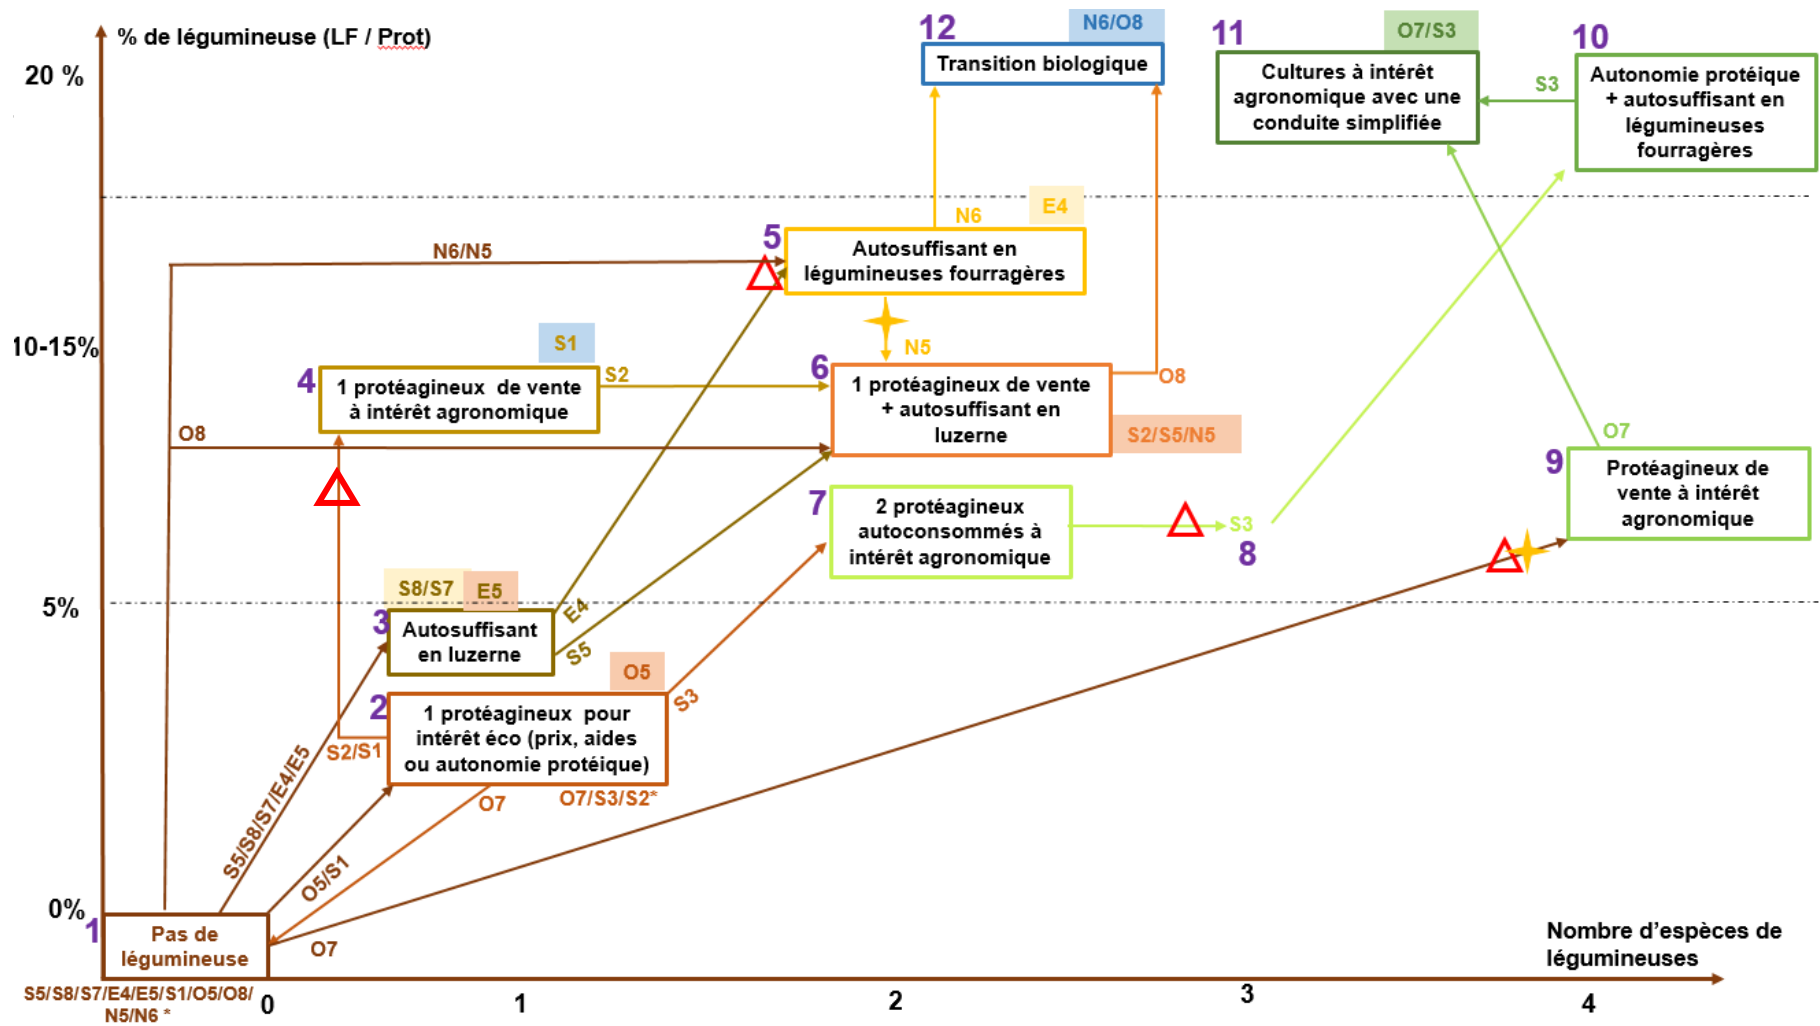 % de légumineuse (LF / Prot)
20 %
10-15%
5%
0%
12
N6/O8
Transition biologique
11
O7/S3
Cultures à intérêt
agronomique avec une
conduite simplifiée
S3
10
Autonomie protéique
+ autosuffisant en
légumineuses
fourragères
N6/N5
5
N6
E4
Autosuffisant en
légumineuses fourragères
N5
S1
4
1 protéagineux de vente
à intérêt agronomique
S2
6
1 protéagineux de vente
+ autosuffisant en
luzerne
O8
S2/S5/N5
O8
7
2 protéagineux
autoconsommés à
intérêt agronomique
S3
8
O7
9
Protéagineux de
vente à intérêt
agronomique
S8/S7
E5
3
Autosuffisant
en luzerne
E4
S5
O5
2
1 protéagineux pour
intérêt éco (prix, aides
ou autonomie protéique)
S3
S2/S1
O7
O7/S3/S2*
S5/S8/S7/E4/E5
O5/S1
O7
1
Pas de
légumineuse
S5/S8/S7/E4/E5/S1/O5/O8/
N5/N6 *
Nombre d'espèces de
légumineuses
0
1
2
3
4